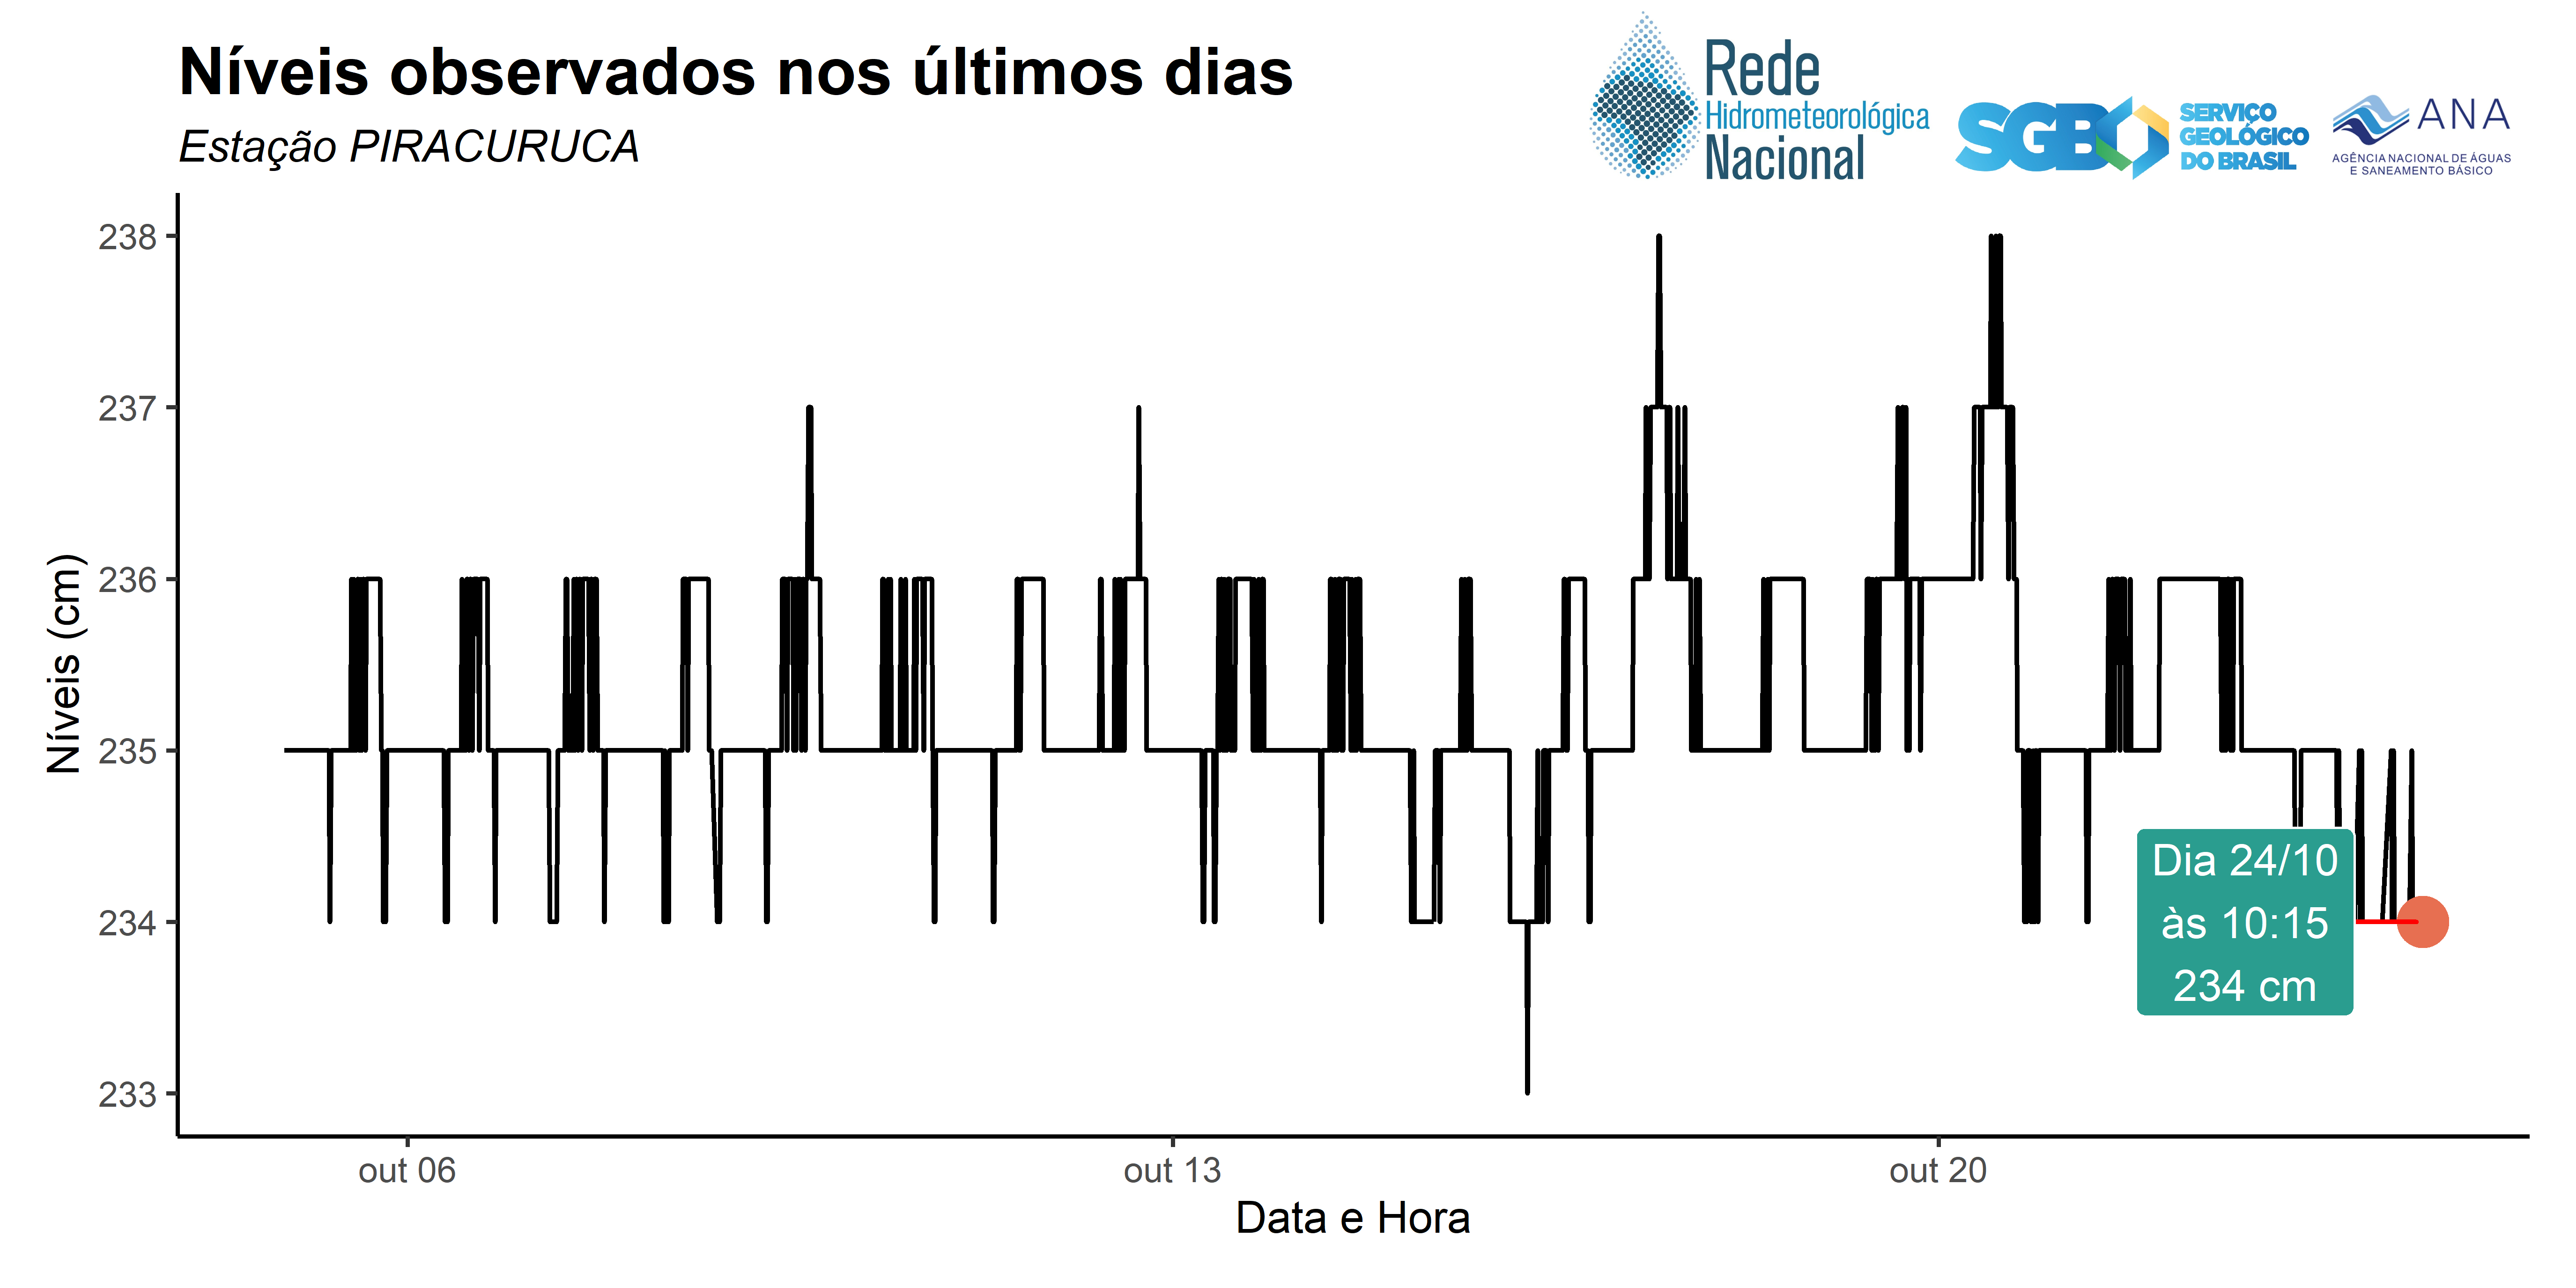 Níveis observados nos últimos dias
Estação PIRACURUCA
Rede
Hidrometeorológica
Nacional
SGB
SERVIÇO
GEOLÓGICO
DO BRASIL
ANA
AGÊNCIA NACIONAL DE ÁGUAS
E SANEAMENTO BÁSICO
Níveis (cm)
238
237
236
235
234
233
Dia 24/10
às 10:15
234 cm
out 06
out 13
out 20
Data e Hora